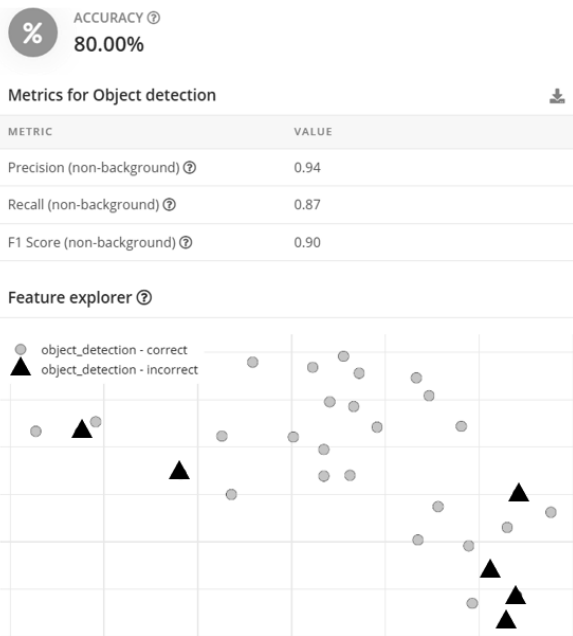 %
ACCURACY ?
80.00%
Metrics for Object detection
METRIC VALUE
Precision (non-background) ? 0.94
Recall (non-background) ? 0.87
F1 Score (non-background) ? 0.90
Feature explorer ?
object_detection - correct
object_detection - incorrect